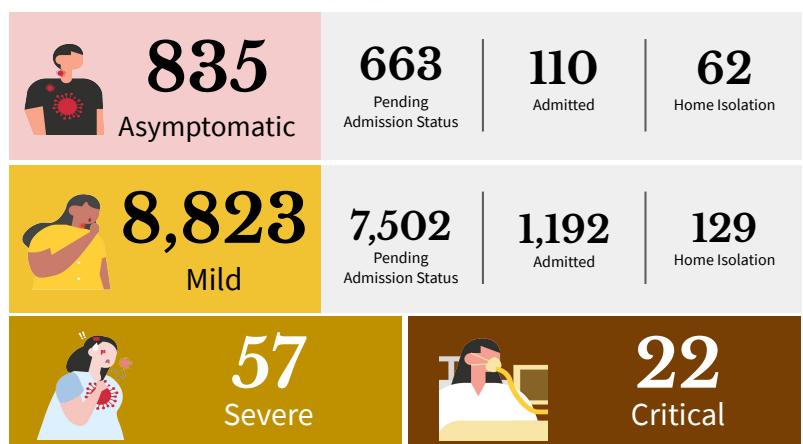 835
Asymptomatic
663
Pending
Admission Status
110
Admitted
62
Home Isolation
8,823
Mild
7,502
Pending
Admission Status
1,192
Admitted
129
Home Isolation
!!
57
Severe
22
Critical